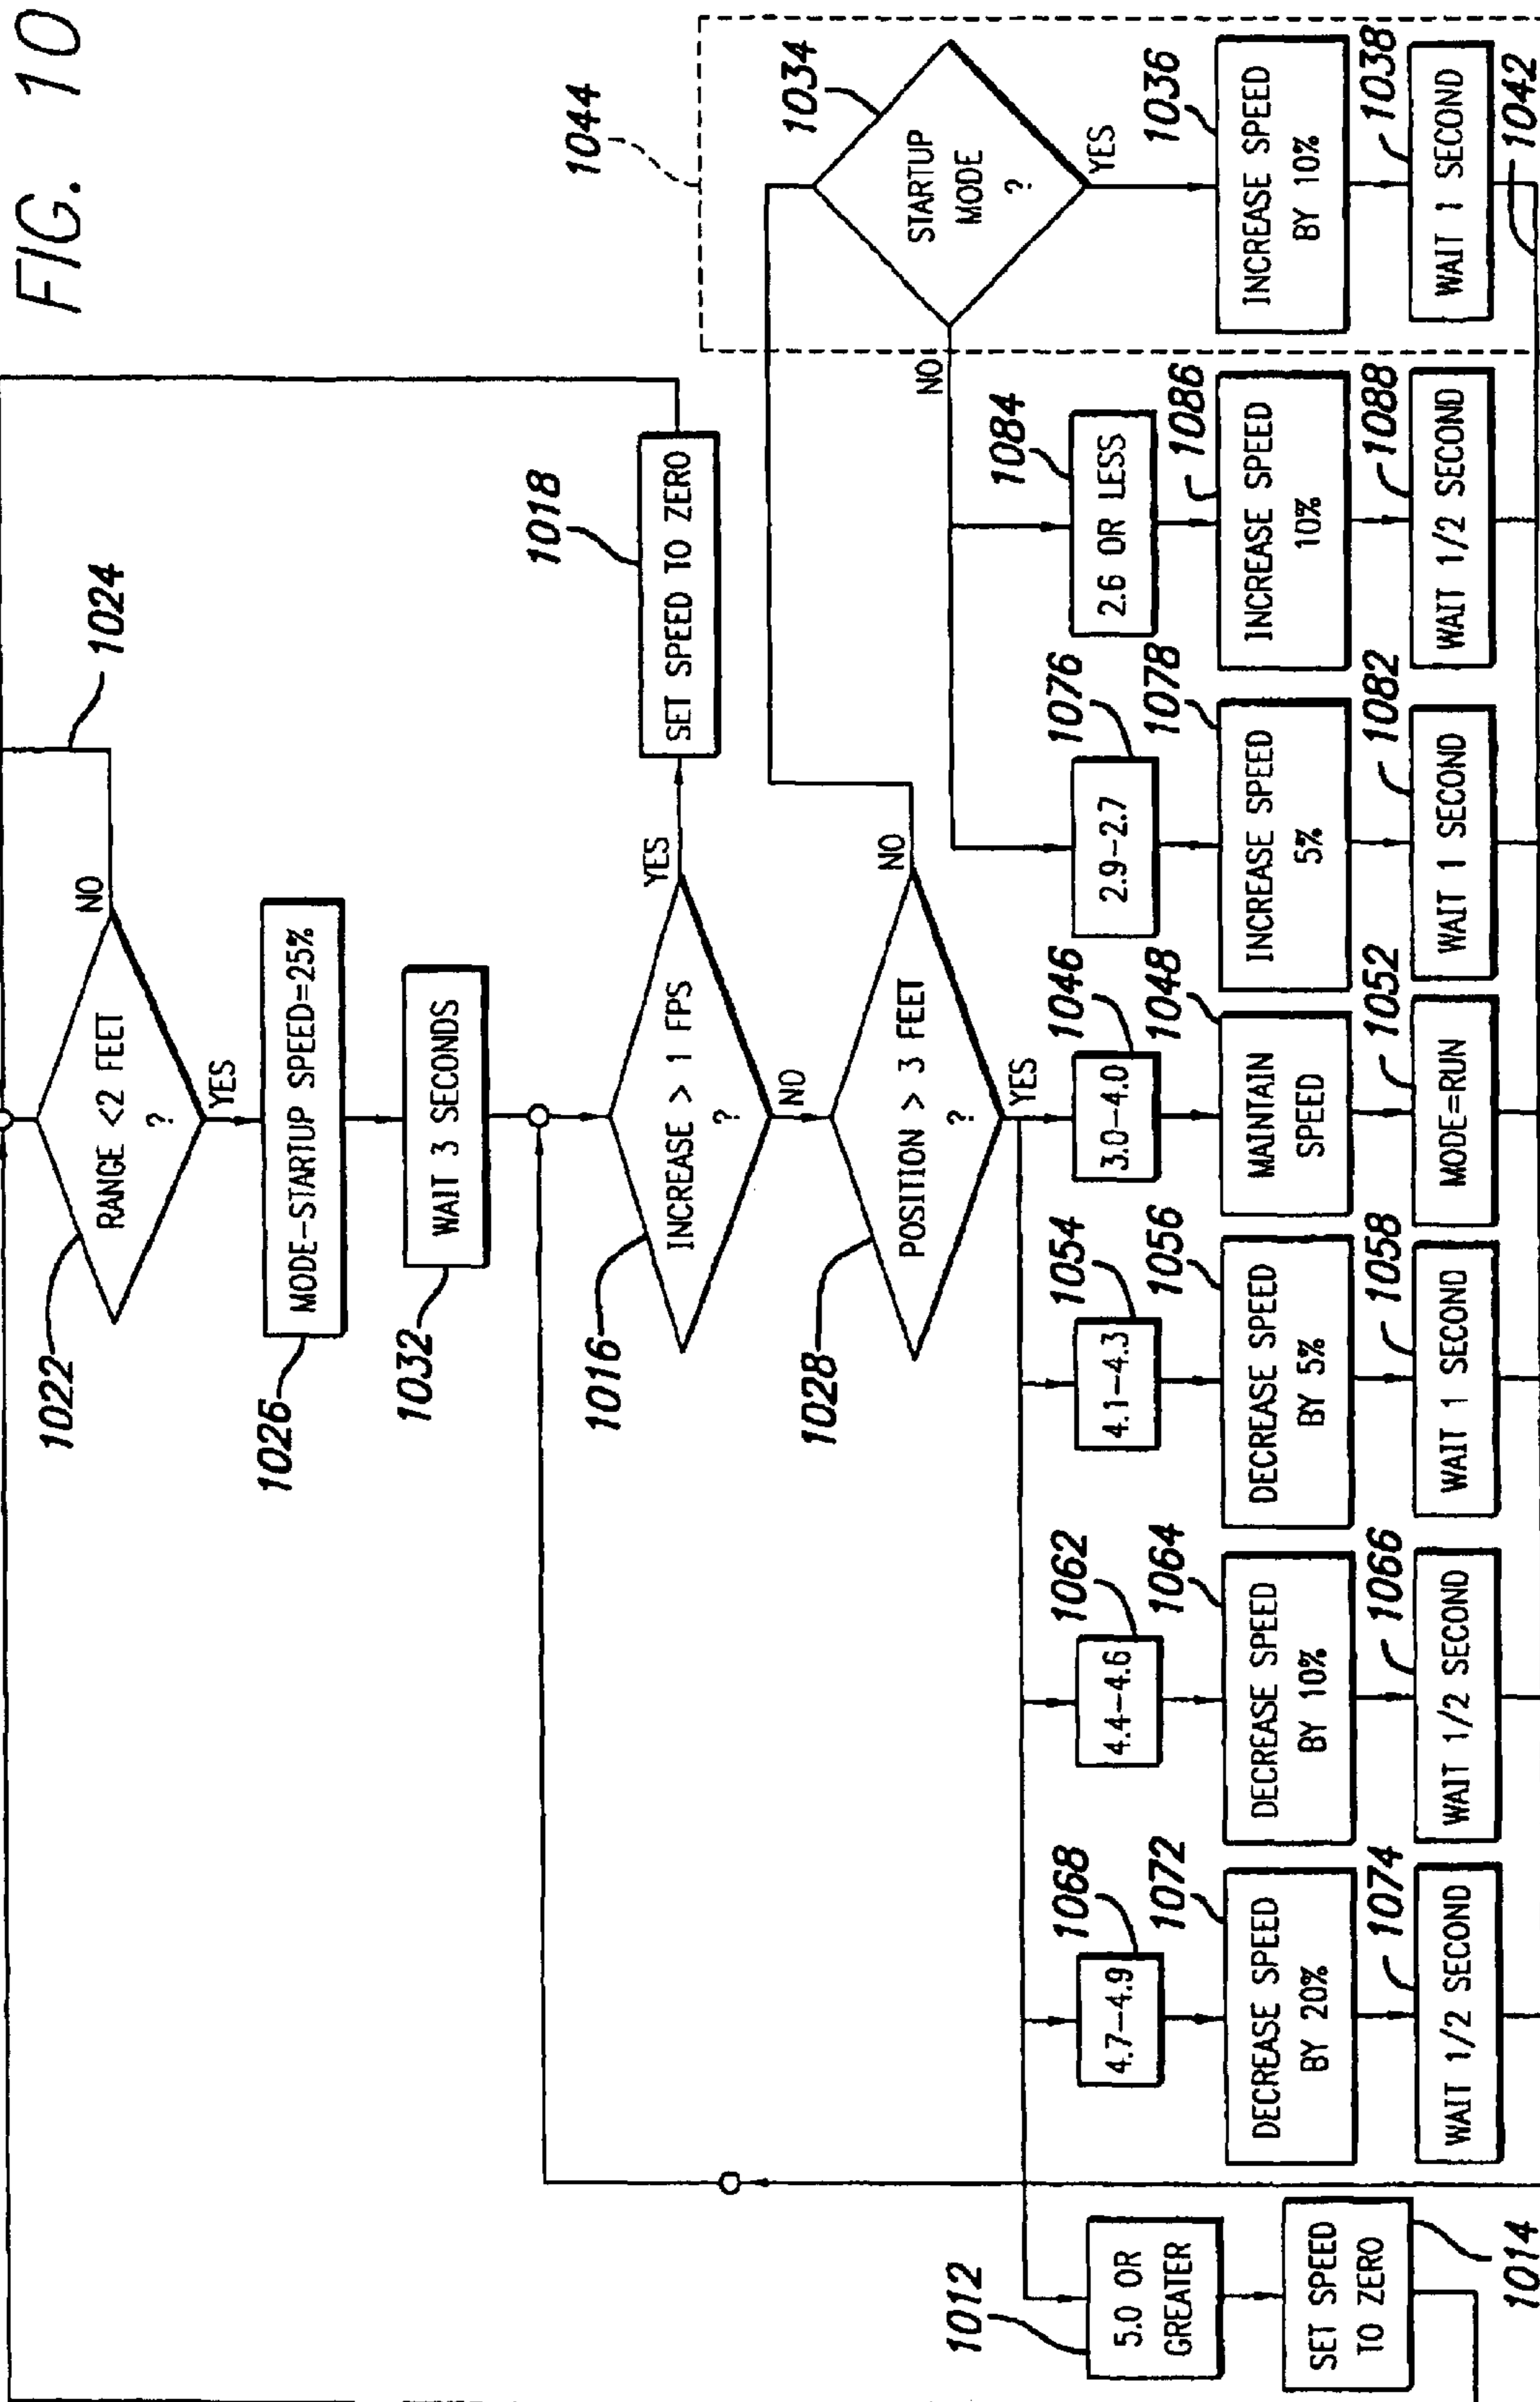 FIG. 10
1022
RANGE <2 FEET
?
NO
1024
YES
1026
MODE-STARTUP SPEED=25%
1032
WAIT 3 SECONDS
1016
INCREASE > 1 FPS
?
YES
1018
SET SPEED TO ZERO
NO
1028
POSITION > 3 FEET
?
NO
YES
1044
1034
STARTUP
MODE
?
NO
YES
1012
5.0 OR
GREATER
1068
4.7-4.9
1062
4.4-4.6
1054
4.1-4.3
1046
3.0-4.0
1076
2.9-2.7
1084
2.6 OR LESS
SET SPEED
TO ZERO
1014
1072
DECREASE SPEED
BY 20%
1064
DECREASE SPEED
BY 10%
1056
DECREASE SPEED
BY 5%
1048
MAINTAIN
SPEED
1078
INCREASE SPEED
5%
1086
INCREASE SPEED
10%
1036
INCREASE SPEED
BY 10%
1074
WAIT 1/2 SECOND
1066
WAIT 1/2 SECOND
1058
WAIT 1 SECOND
1052
MODE=RUN
1082
WAIT 1 SECOND
1088
WAIT 1/2 SECOND
1038
WAIT 1 SECOND
1042